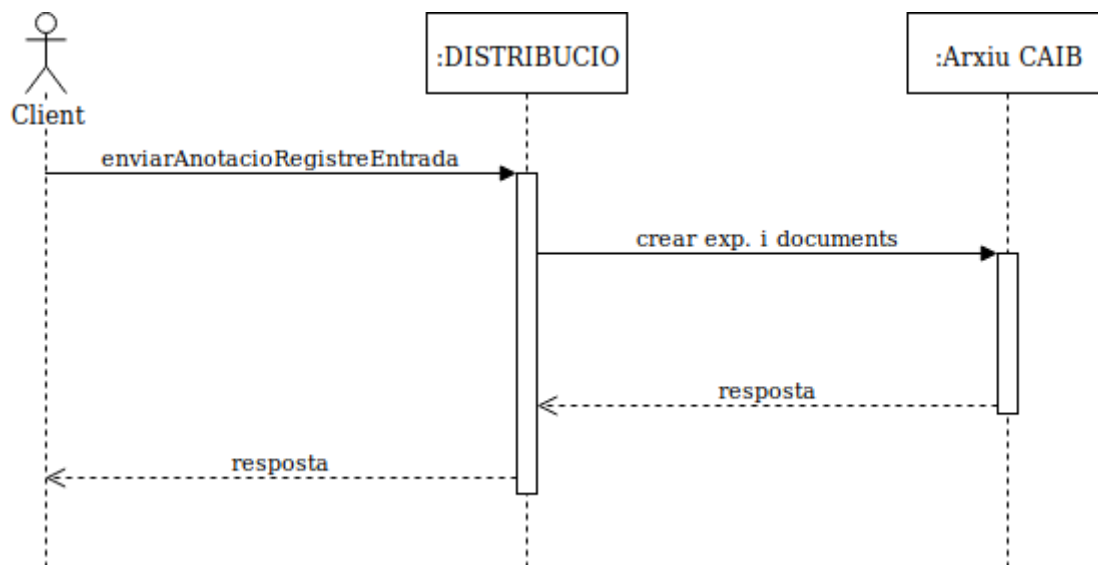 :DISTRIBUCIO
:Arxiu CAIB
Client
enviarAnotacioRegistreEntrada
crear exp. i documents
resposta
resposta